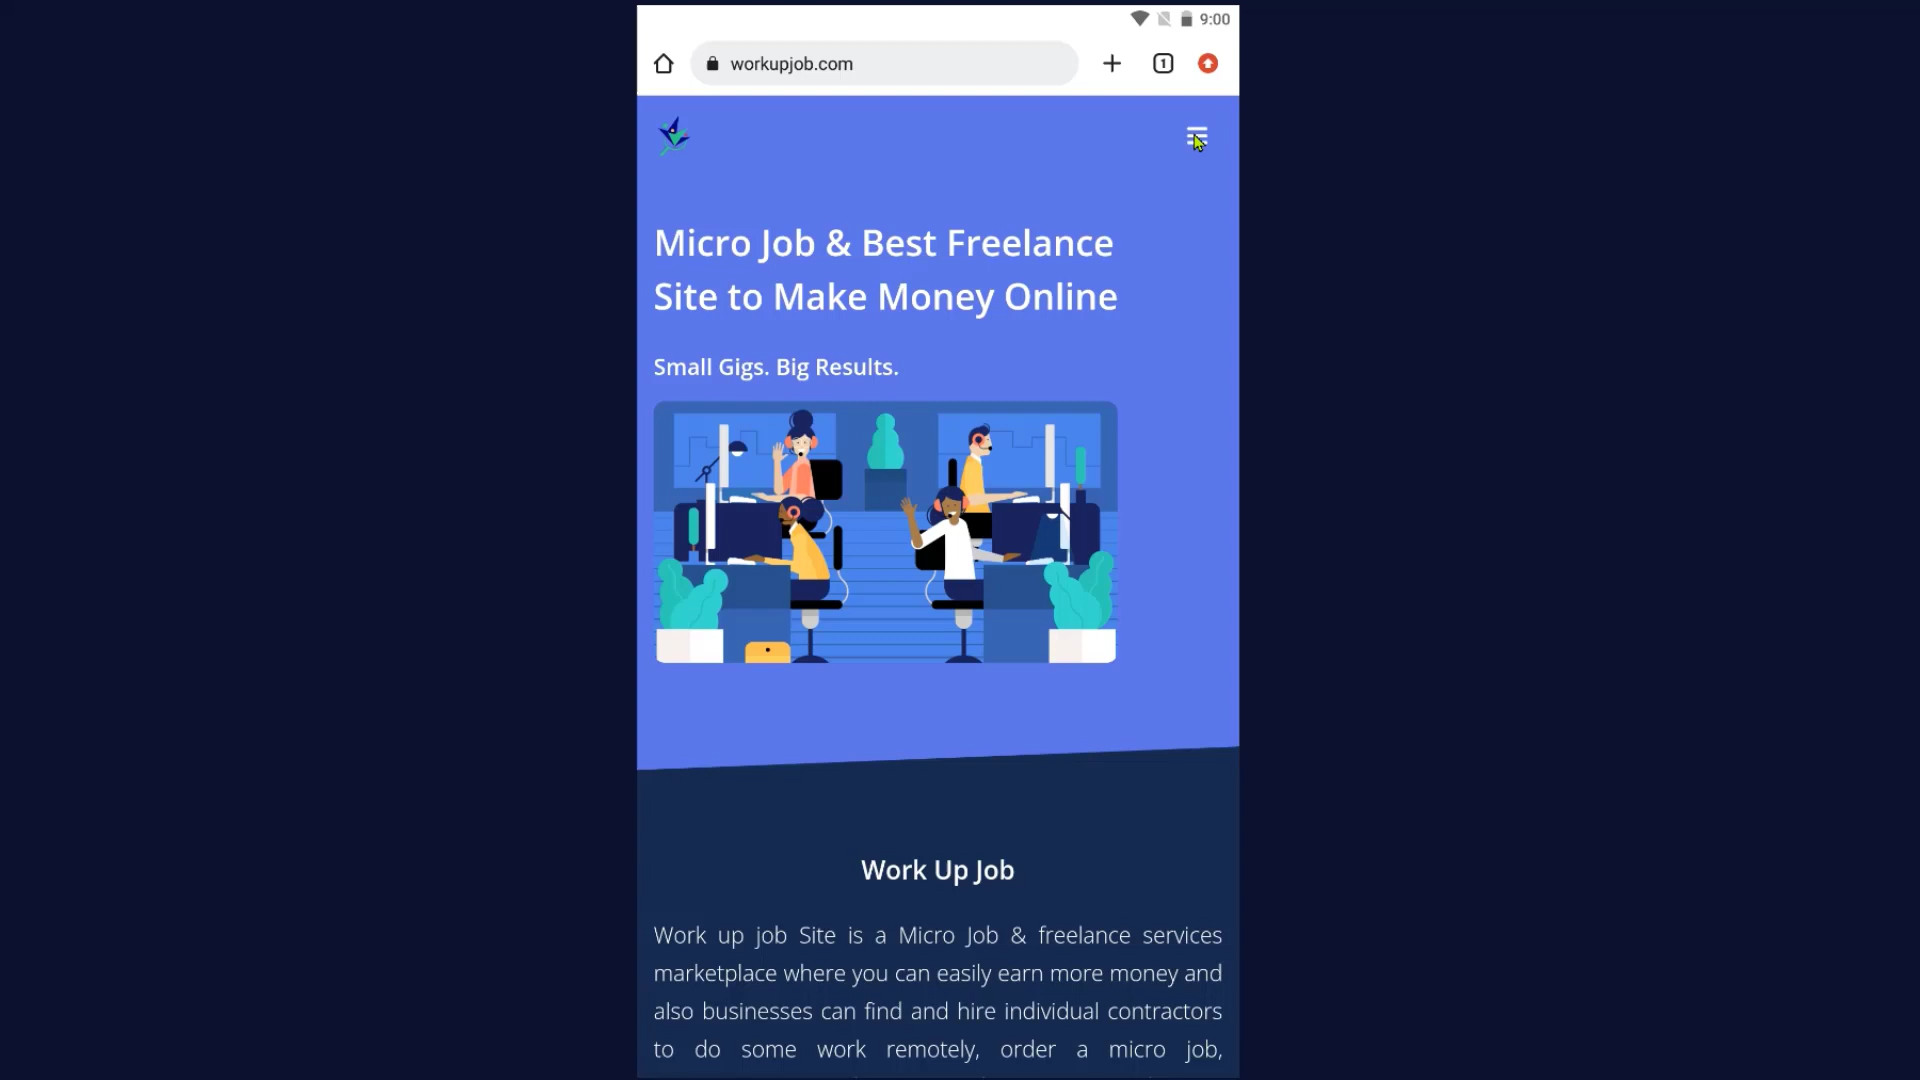 9:00
workupjob.com
1
Micro Job & Best Freelance
Site to Make Money Online
Small Gigs. Big Results.
Work Up Job
Work up job Site is a Micro Job & freelance services
marketplace where you can easily earn more money and
also businesses can find and hire individual contractors
to do some work remotely, order a micro job,